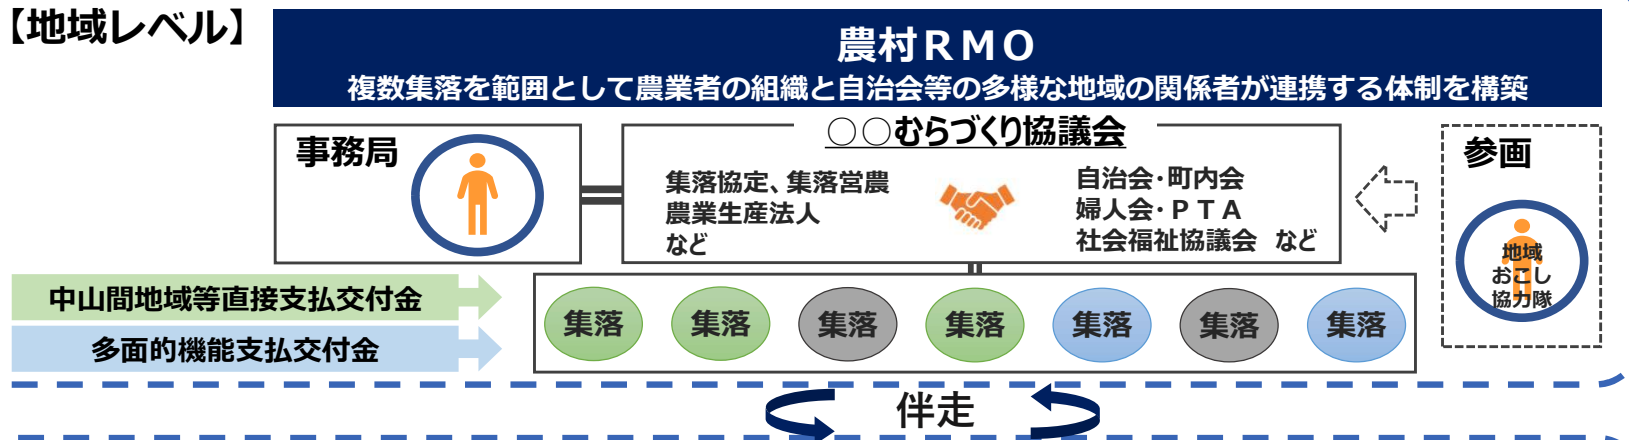 【地域レベル】
農村RMO
複数集落を範囲として農業者の組織と自治会等の多様な地域の関係者が連携する体制を構築
事務局
○○むらづくり協議会
集落協定、集落営農
農業生産法人
など
自治会・町内会
婦人会・PTA
社会福祉協議会 など
参画
地域
おこし
協力隊
中山間地域等直接支払交付金
多面的機能支払交付金
集落
集落
集落
集落
集落
集落
集落
伴走